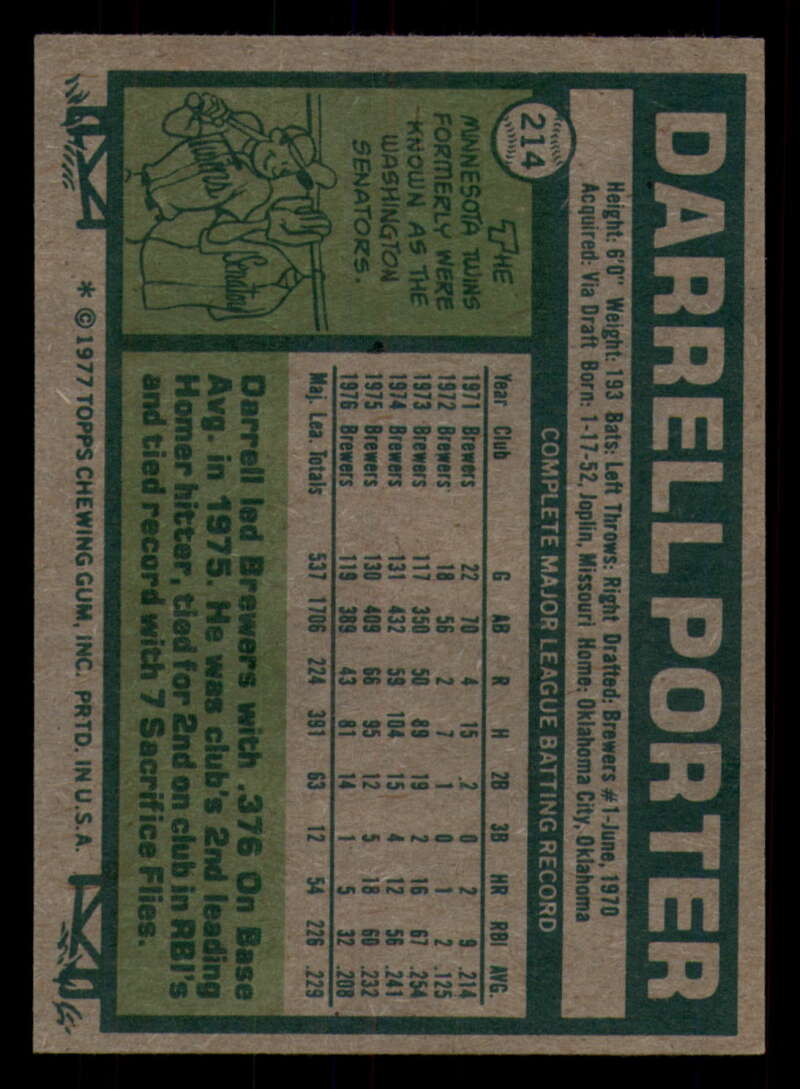 214
DARRELL PORTER
Height: 6'0" Weight: 193 Bats: Left Throws: Right Drafted: Brewers #1-June, 1970
Acquired: Via Draft Born: 1-17-52, Joplin, Missouri Home: Oklahoma City, Oklahoma
COMPLETE MAJOR LEAGUE BATTING RECORD
Year Club G AB R H 2B 3B HR RBI AVG.
1971 Brewers 22 70 4 15 2 0 2 9 .214
1972 Brewers 18 56 2 7 1 0 1 2 .125
1973 Brewers 117 350 50 89 19 2 16 67 .254
1974 Brewers 131 432 59 104 15 4 12 56 .241
1975 Brewers 130 409 66 95 12 5 18 60 .232
1976 Brewers 119 389 43 81 14 1 5 32 .208
Maj. Lea. Totals 537 1706 224 391 63 12 54 226 .229
THE
MINNESOTA TWINS
FORMERLY WERE
KNOWN AS THE
WASHINGTON
SENATORS.
Twins
Senators
Darrell led Brewers with .376 On Base
Avg. in 1975. He was club's 2nd leading
Homer hitter, tied for 2nd on club in RBI's
and tied record with 7 Sacrifice Flies.
* © 1977 TOPPS CHEWING GUM, INC. PRTD. IN U.S.A.